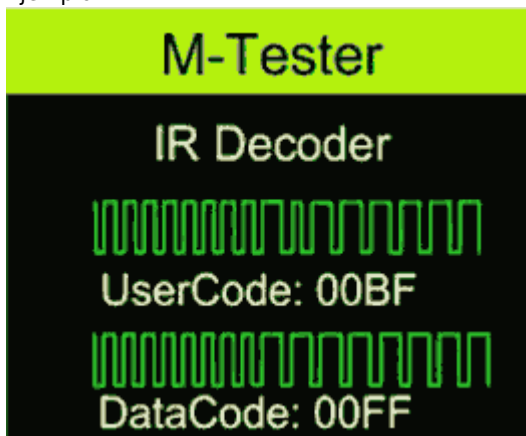 M-Tester
IR Decoder
UserCode: 00BF
DataCode: 00FF